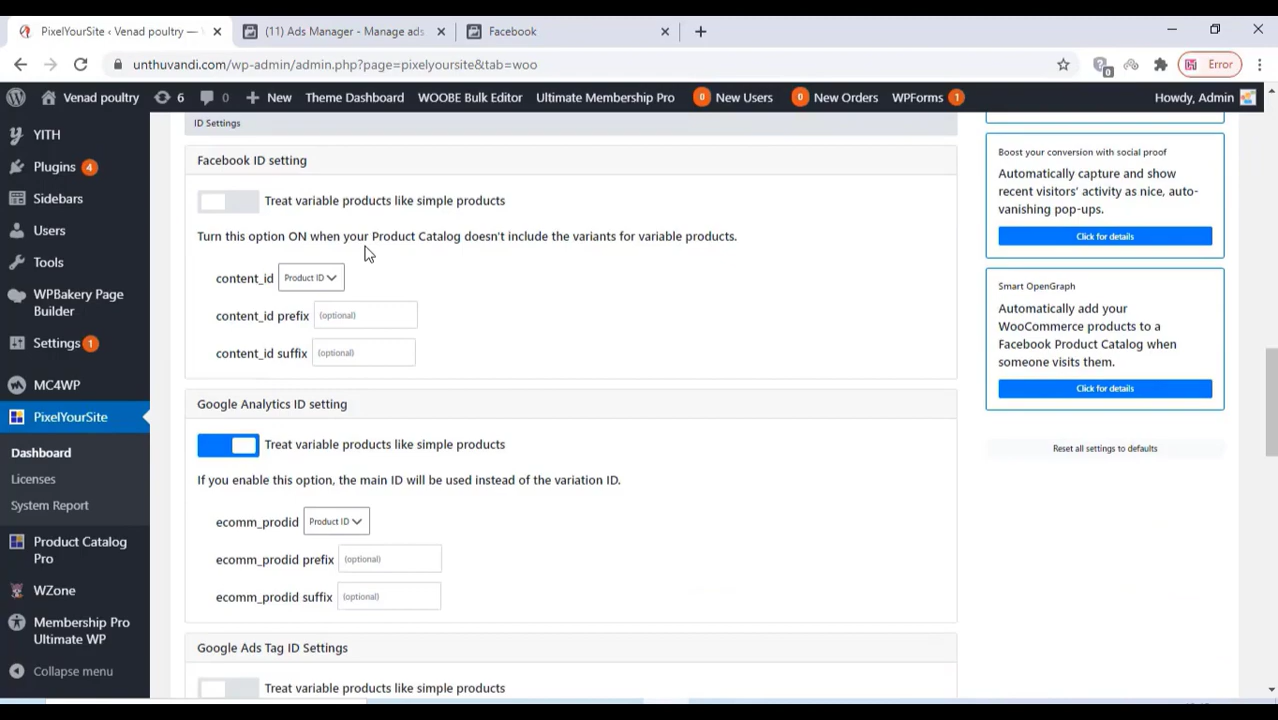 PixelYourSite ‹ Venad poultry —
(11) Ads Manager - Manage ads
Facebook
unthuvandi.com/wp-admin/admin.php?page=pixelyoursite&tab=woo
0
Error
Venad poultry
6
0
New
Theme Dashboard
WOOBE Bulk Editor
Ultimate Membership Pro
0 New Users
0 New Orders
WPForms 1
Howdy, Admin
YITH
Plugins 4
Sidebars
Users
Tools
WPBakery Page
Builder
Settings 1
MC4WP
PixelYourSite
Dashboard
Licenses
System Report
Product Catalog
Pro
WZone
Membership Pro
Ultimate WP
Collapse menu
ID Settings
Facebook ID setting
Treat variable products like simple products
Turn this option ON when your Product Catalog doesn't include the variants for variable products.
content_id Product ID
content_id prefix (optional)
content_id suffix (optional)
Google Analytics ID setting
Treat variable products like simple products
If you enable this option, the main ID will be used instead of the variation ID.
ecomm_prodid Product ID
ecomm_prodid prefix (optional)
ecomm_prodid suffix (optional)
Google Ads Tag ID Settings
Treat variable products like simple products
Boost your conversion with social proof
Automatically capture and show
recent visitors' activity as nice, auto-
vanishing pop-ups.
Click for details
Smart OpenGraph
Automatically add your
WooCommerce products to a
Facebook Product Catalog when
someone visits them.
Click for details
Reset all settings to defaults